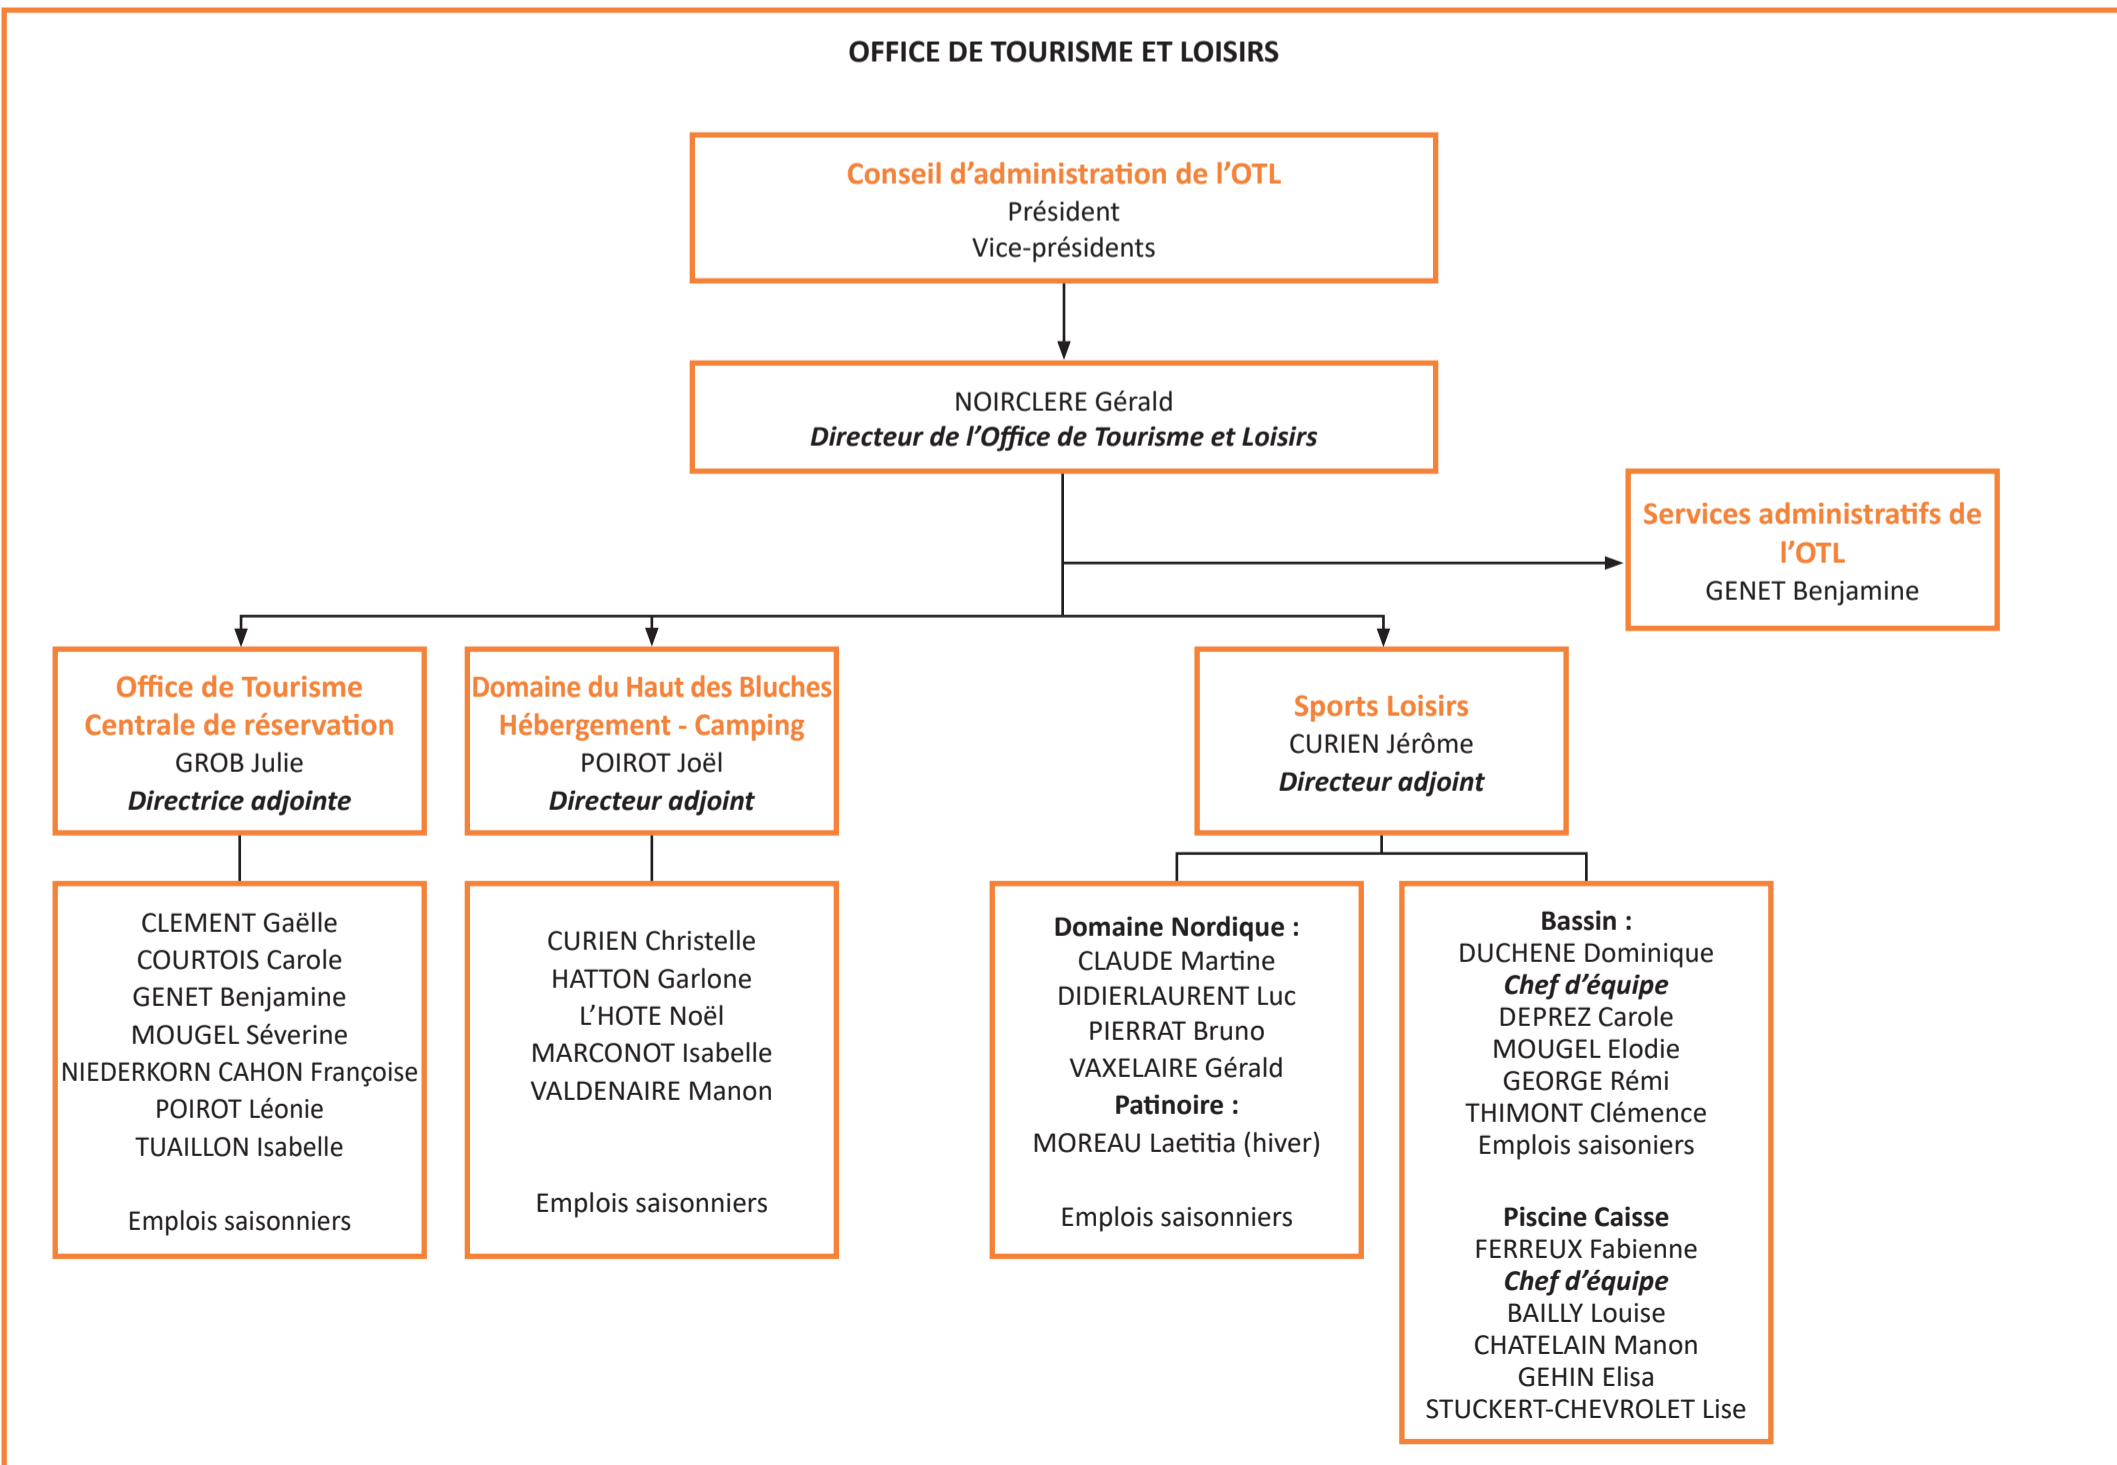 OFFICE DE TOURISME ET LOISIRS
Conseil d’administration de l’OTL
Président
Vice-présidents
NOIRCLERE Gérald
Directeur de l’Office de Tourisme et Loisirs
Services administratifs de
l’OTL
GENET Benjamine
Office de Tourisme
Centrale de réservation
GROB Julie
Directrice adjointe
Domaine du Haut des Bluches
Hébergement - Camping
POIROT Joël
Directeur adjoint
Sports Loisirs
CURIEN Jérôme
Directeur adjoint
CLEMENT Gaëlle
COURTOIS Carole
GENET Benjamine
MOUGEL Séverine
NIEDERKORN CAHON Françoise
POIROT Léonie
TUAILLON Isabelle
Emplois saisonniers
CURIEN Christelle
HATTON Garlone
L’HOTE Noël
MARCONOT Isabelle
VALDENAIRE Manon
Emplois saisonniers
Domaine Nordique :
CLAUDE Martine
DIDIERLAURENT Luc
PIERRAT Bruno
VAXELAIRE Gérald
Patinoire :
MOREAU Laetitia (hiver)
Emplois saisonniers
Bassin :
DUCHENE Dominique
Chef d’équipe
DEPREZ Carole
MOUGEL Elodie
GEORGE Rémi
THIMONT Clémence
Emplois saisoniers
Piscine Caisse
FERREUX Fabienne
Chef d’équipe
BAILLY Louise
CHATELAIN Manon
GEHIN Elisa
STUCKERT-CHEVROLET Lise